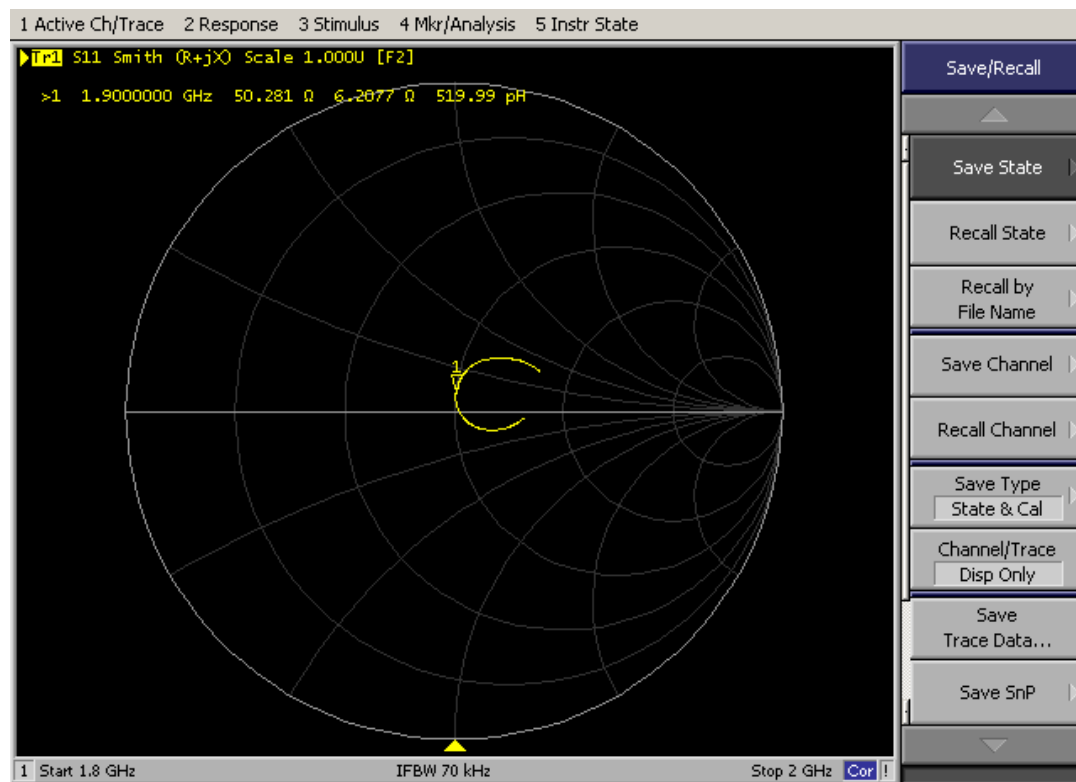 1 Active Ch/Trace 2 Response 3 Stimulus 4 Mkr/Analysis 5 Instr State
Tr1 S11 Smith (R+jX) Scale 1.000U [F2]
>1 1.9000000 GHz 50.281 Ω 6.2077 Ω 519.99 pH
1
Save/Recall
Save State
Recall State
Recall by
File Name
Save Channel
Recall Channel
Save Type
State & Cal
Channel/Trace
Disp Only
Save
Trace Data...
Save SnP
1 Start 1.8 GHz IFBW 70 kHz Stop 2 GHz Cor !